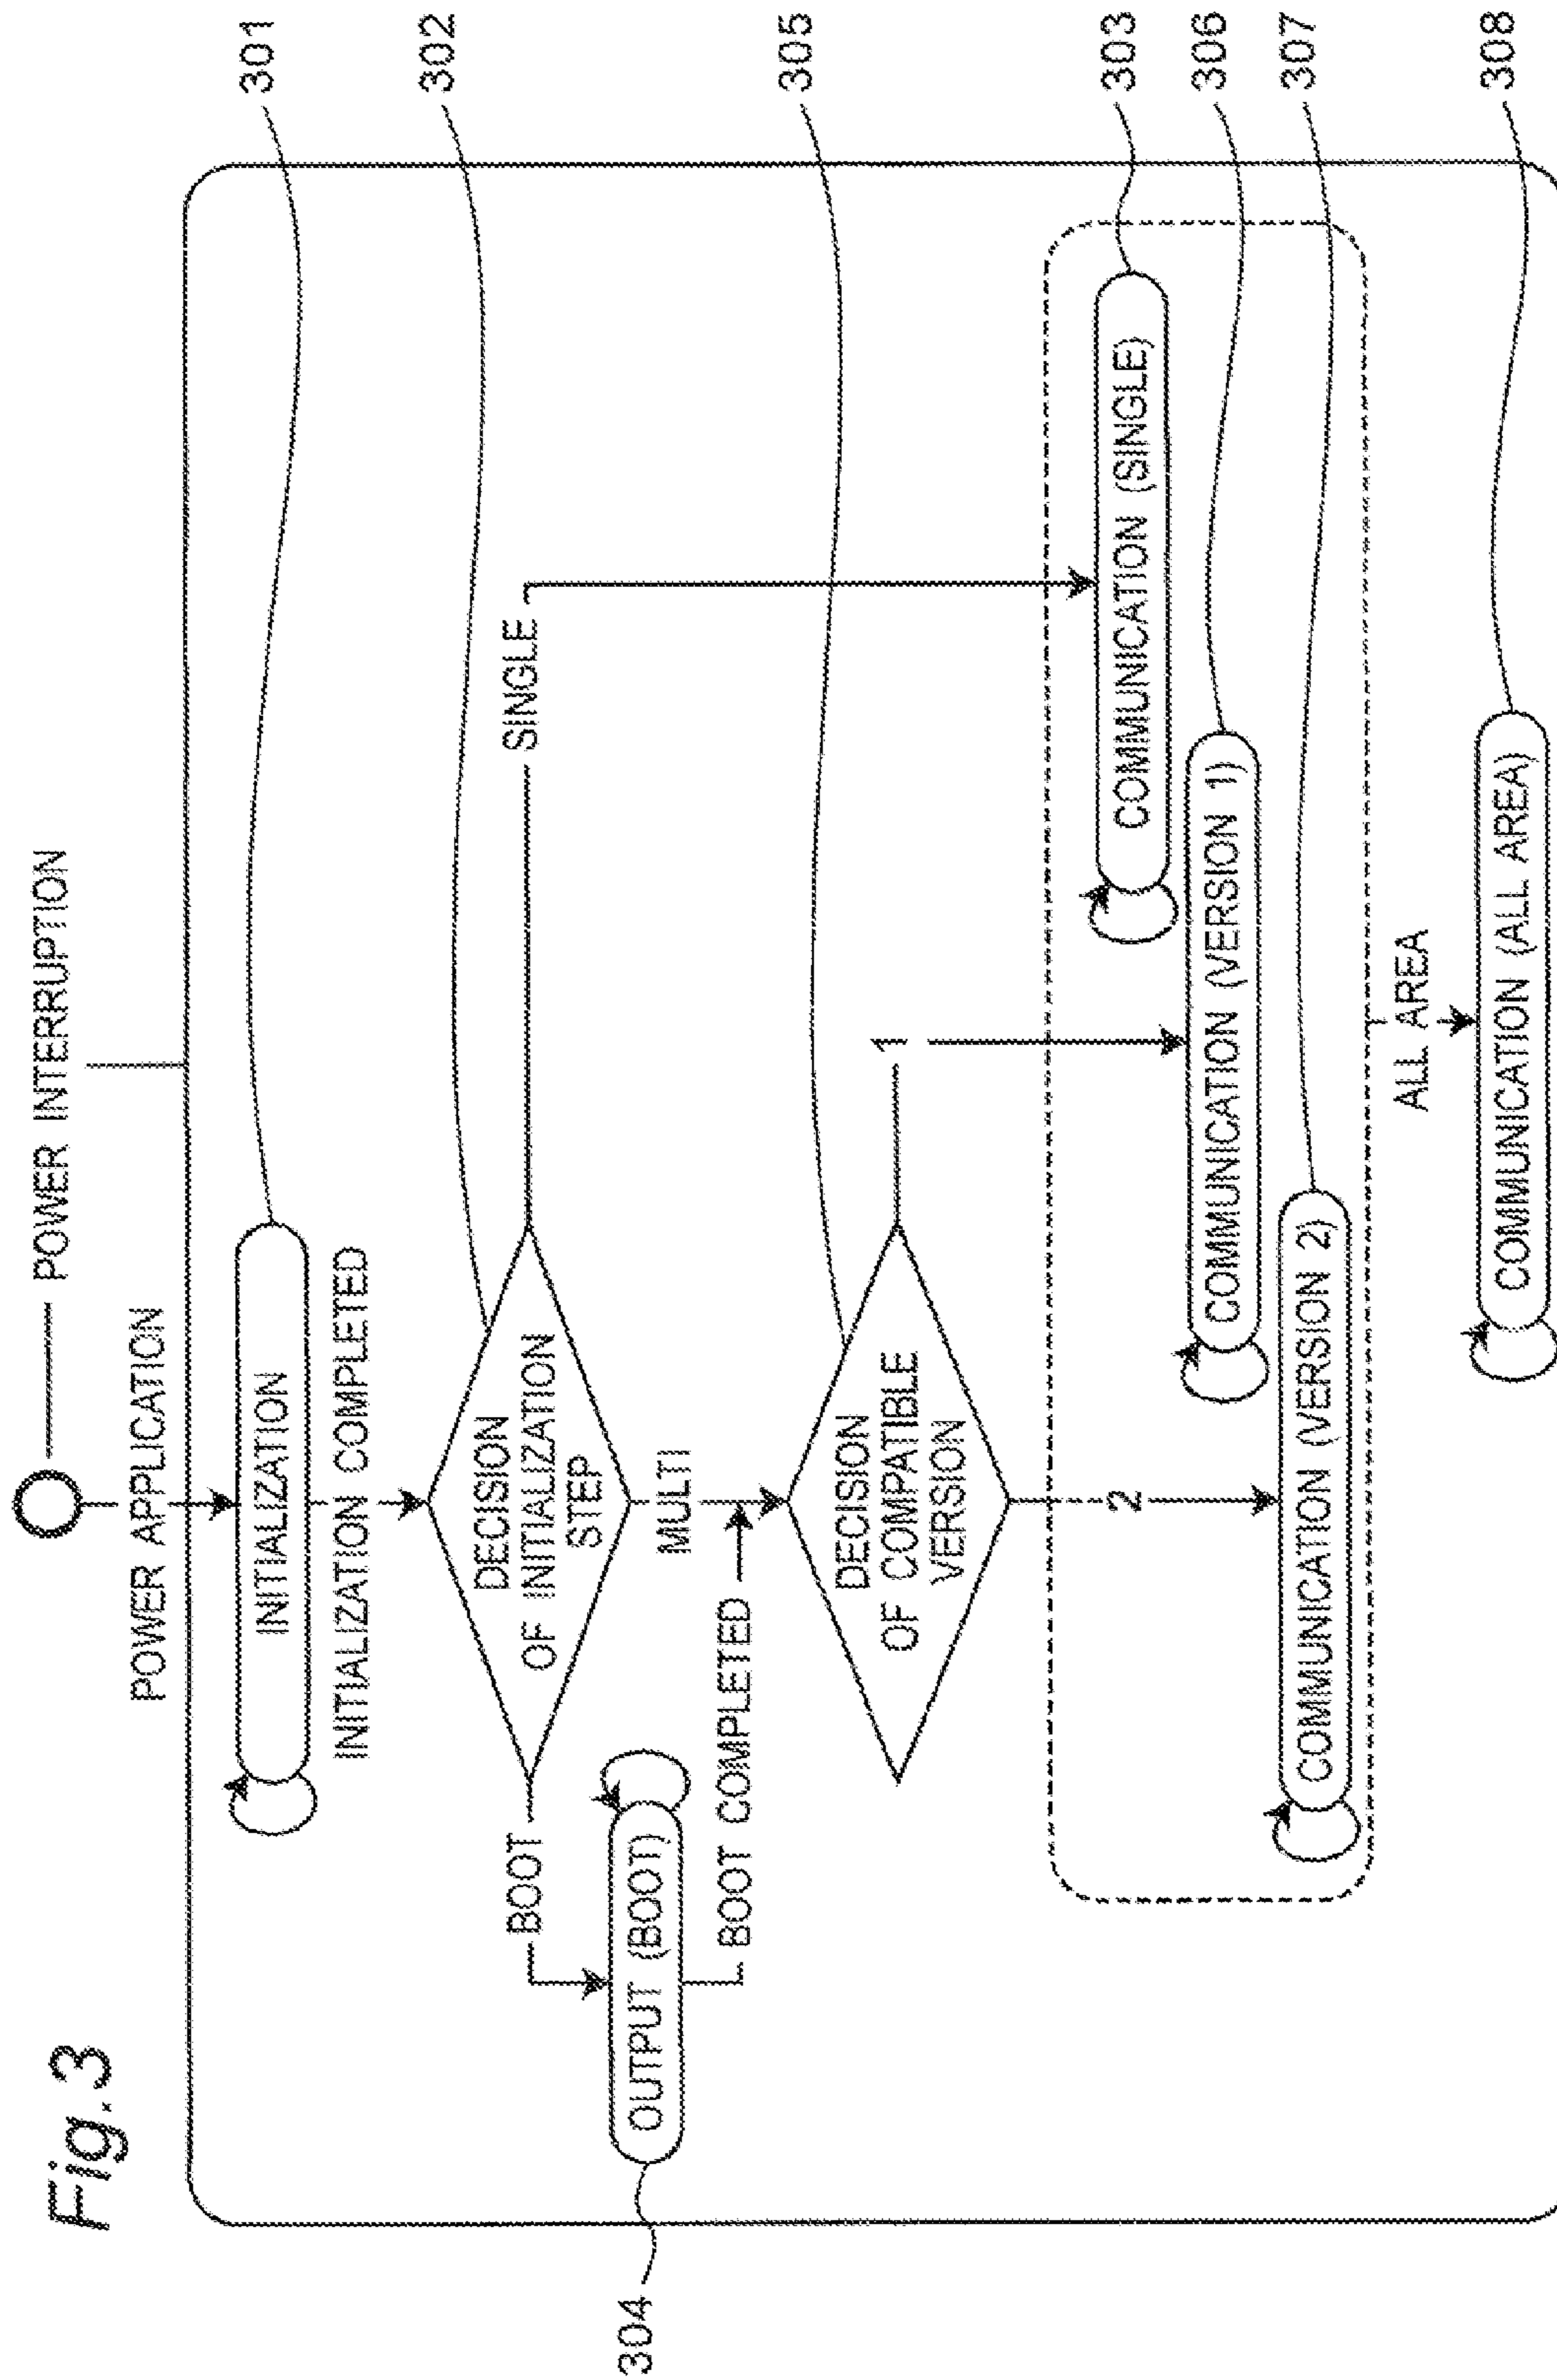 Fig.3
POWER INTERRUPTION
POWER APPLICATION
INITIALIZATION
301
INITIALIZATION COMPLETED
DECISION
OF INITIALIZATION
STEP
302
BOOT
SINGLE
OUTPUT (BOOT)
304
MULTI
BOOT COMPLETED
DECISION
OF COMPATIBLE
VERSION
305
1
2
COMMUNICATION (SINGLE)
303
COMMUNICATION (VERSION 1)
306
COMMUNICATION (VERSION 2)
307
ALL AREA
COMMUNICATION (ALL AREA)
308